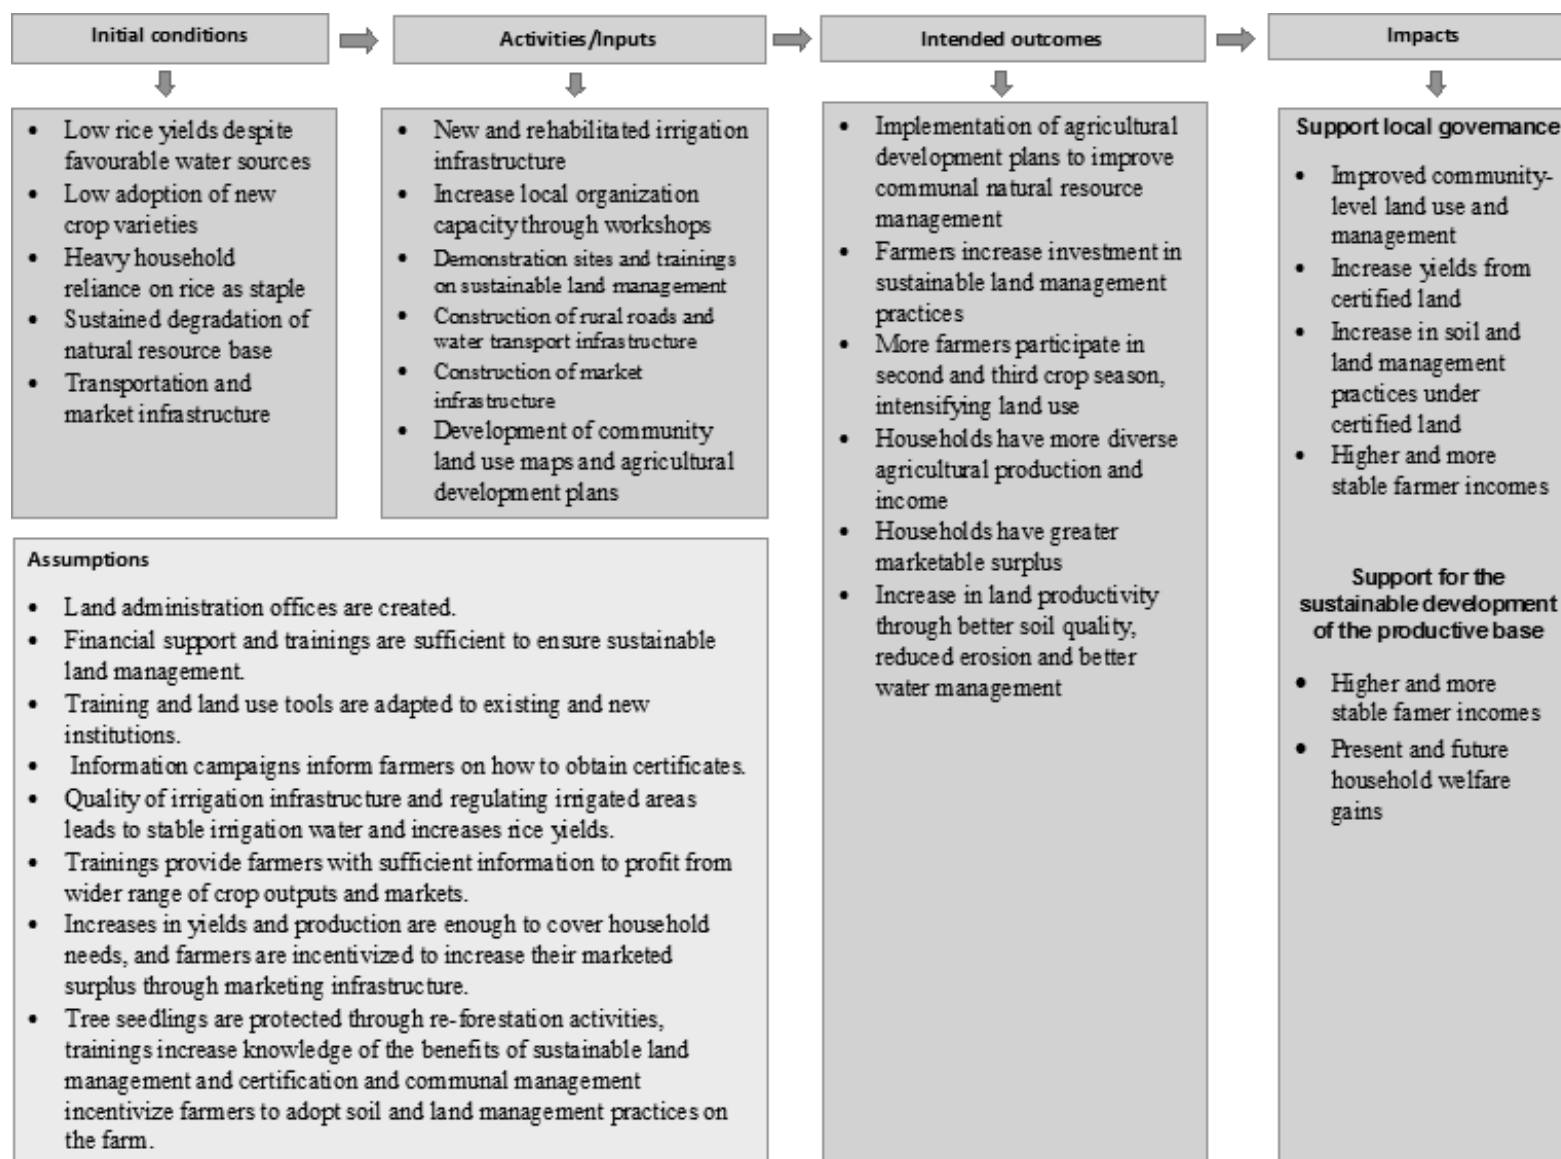 Initial conditions
Activities/Inputs
Intended outcomes
Impacts
• Low rice yields despite
favourable water sources
• Low adoption of new
crop varieties
• Heavy household
reliance on rice as staple
• Sustained degradation of
natural resource base
• Transportation and
market infrastructure
• New and rehabilitated irrigation
infrastructure
• Increase local organization
capacity through workshops
• Demonstration sites and trainings
on sustainable land management
• Construction of rural roads and
water transport infrastructure
• Construction of market
infrastructure
• Development of community
land use maps and agricultural
development plans
• Implementation of agricultural
development plans to improve
communal natural resource
management
• Farmers increase investment in
sustainable land management
practices
• More farmers participate in
second and third crop season,
intensifying land use
• Households have more diverse
agricultural production and
income
• Households have greater
marketable surplus
• Increase in land productivity
through better soil quality,
reduced erosion and better
water management
Support local governance
• Improved community-
level land use and
management
• Increase yields from
certified land
• Increase in soil and
land management
practices under
certified land
• Higher and more
stable farmer incomes
Support for the
sustainable development
of the productive base
• Higher and more
stable famer incomes
• Present and future
household welfare
gains
Assumptions
• Land administration offices are created.
• Financial support and trainings are sufficient to ensure sustainable
land management.
• Training and land use tools are adapted to existing and new
institutions.
• Information campaigns inform farmers on how to obtain certificates.
• Quality of irrigation infrastructure and regulating irrigated areas
leads to stable irrigation water and increases rice yields.
• Trainings provide farmers with sufficient information to profit from
wider range of crop outputs and markets.
• Increases in yields and production are enough to cover household
needs, and farmers are incentivized to increase their marketed
surplus through marketing infrastructure.
• Tree seedlings are protected through re-forestation activities,
trainings increase knowledge of the benefits of sustainable land
management and certification and communal management
incentivize farmers to adopt soil and land management practices on
the farm.